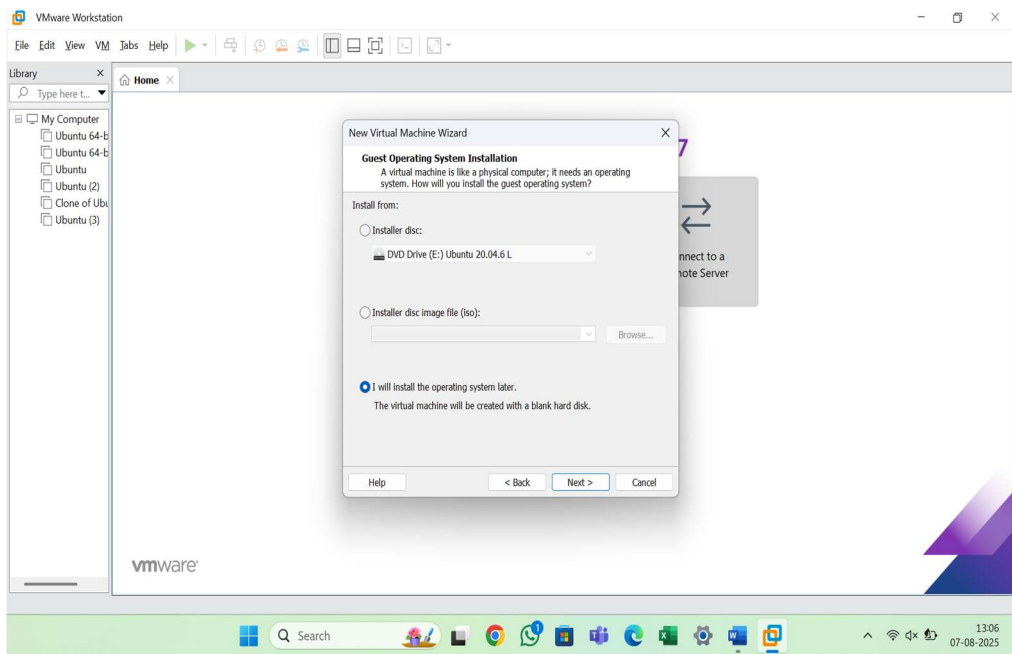 VMware Workstation
File Edit View VM Tabs Help
Library
Home
Type here t...
My Computer
Ubuntu 64-b
Ubuntu 64-b
Ubuntu
Ubuntu (2)
Clone of Ubu
Ubuntu (3)
7
nnect to a
note Server
New Virtual Machine Wizard
Guest Operating System Installation
A virtual machine is like a physical computer; it needs an operating
system. How will you install the guest operating system?
Install from:
Installer disc:
DVD Drive (E:) Ubuntu 20.04.6 L
Installer disc image file (iso):
Browse...
I will install the operating system later.
The virtual machine will be created with a blank hard disk.
Help < Back Next > Cancel
vmware
Search
1
13:06
07-08-2025